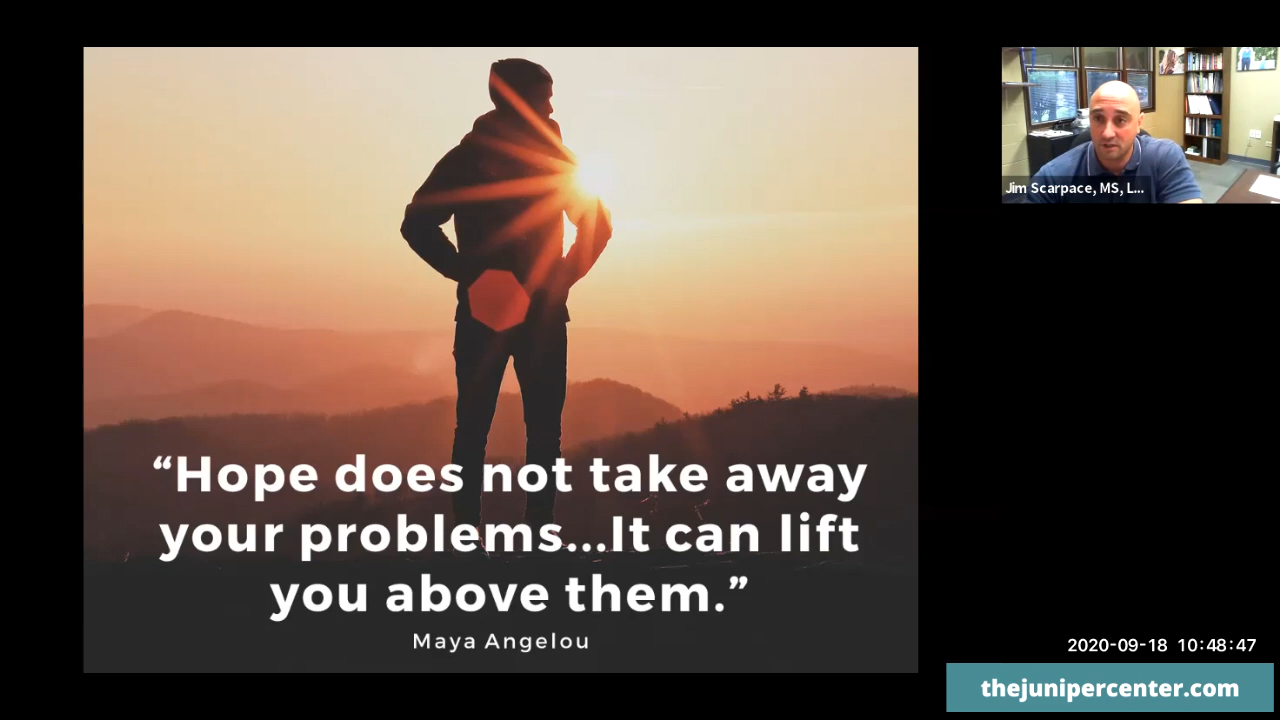 “Hope does not take away
your problems...It can lift
you above them.”
Maya Angelou
Jim Scarpace, MS, L...
2020-09-18 10:48:47
thejunipercenter.com